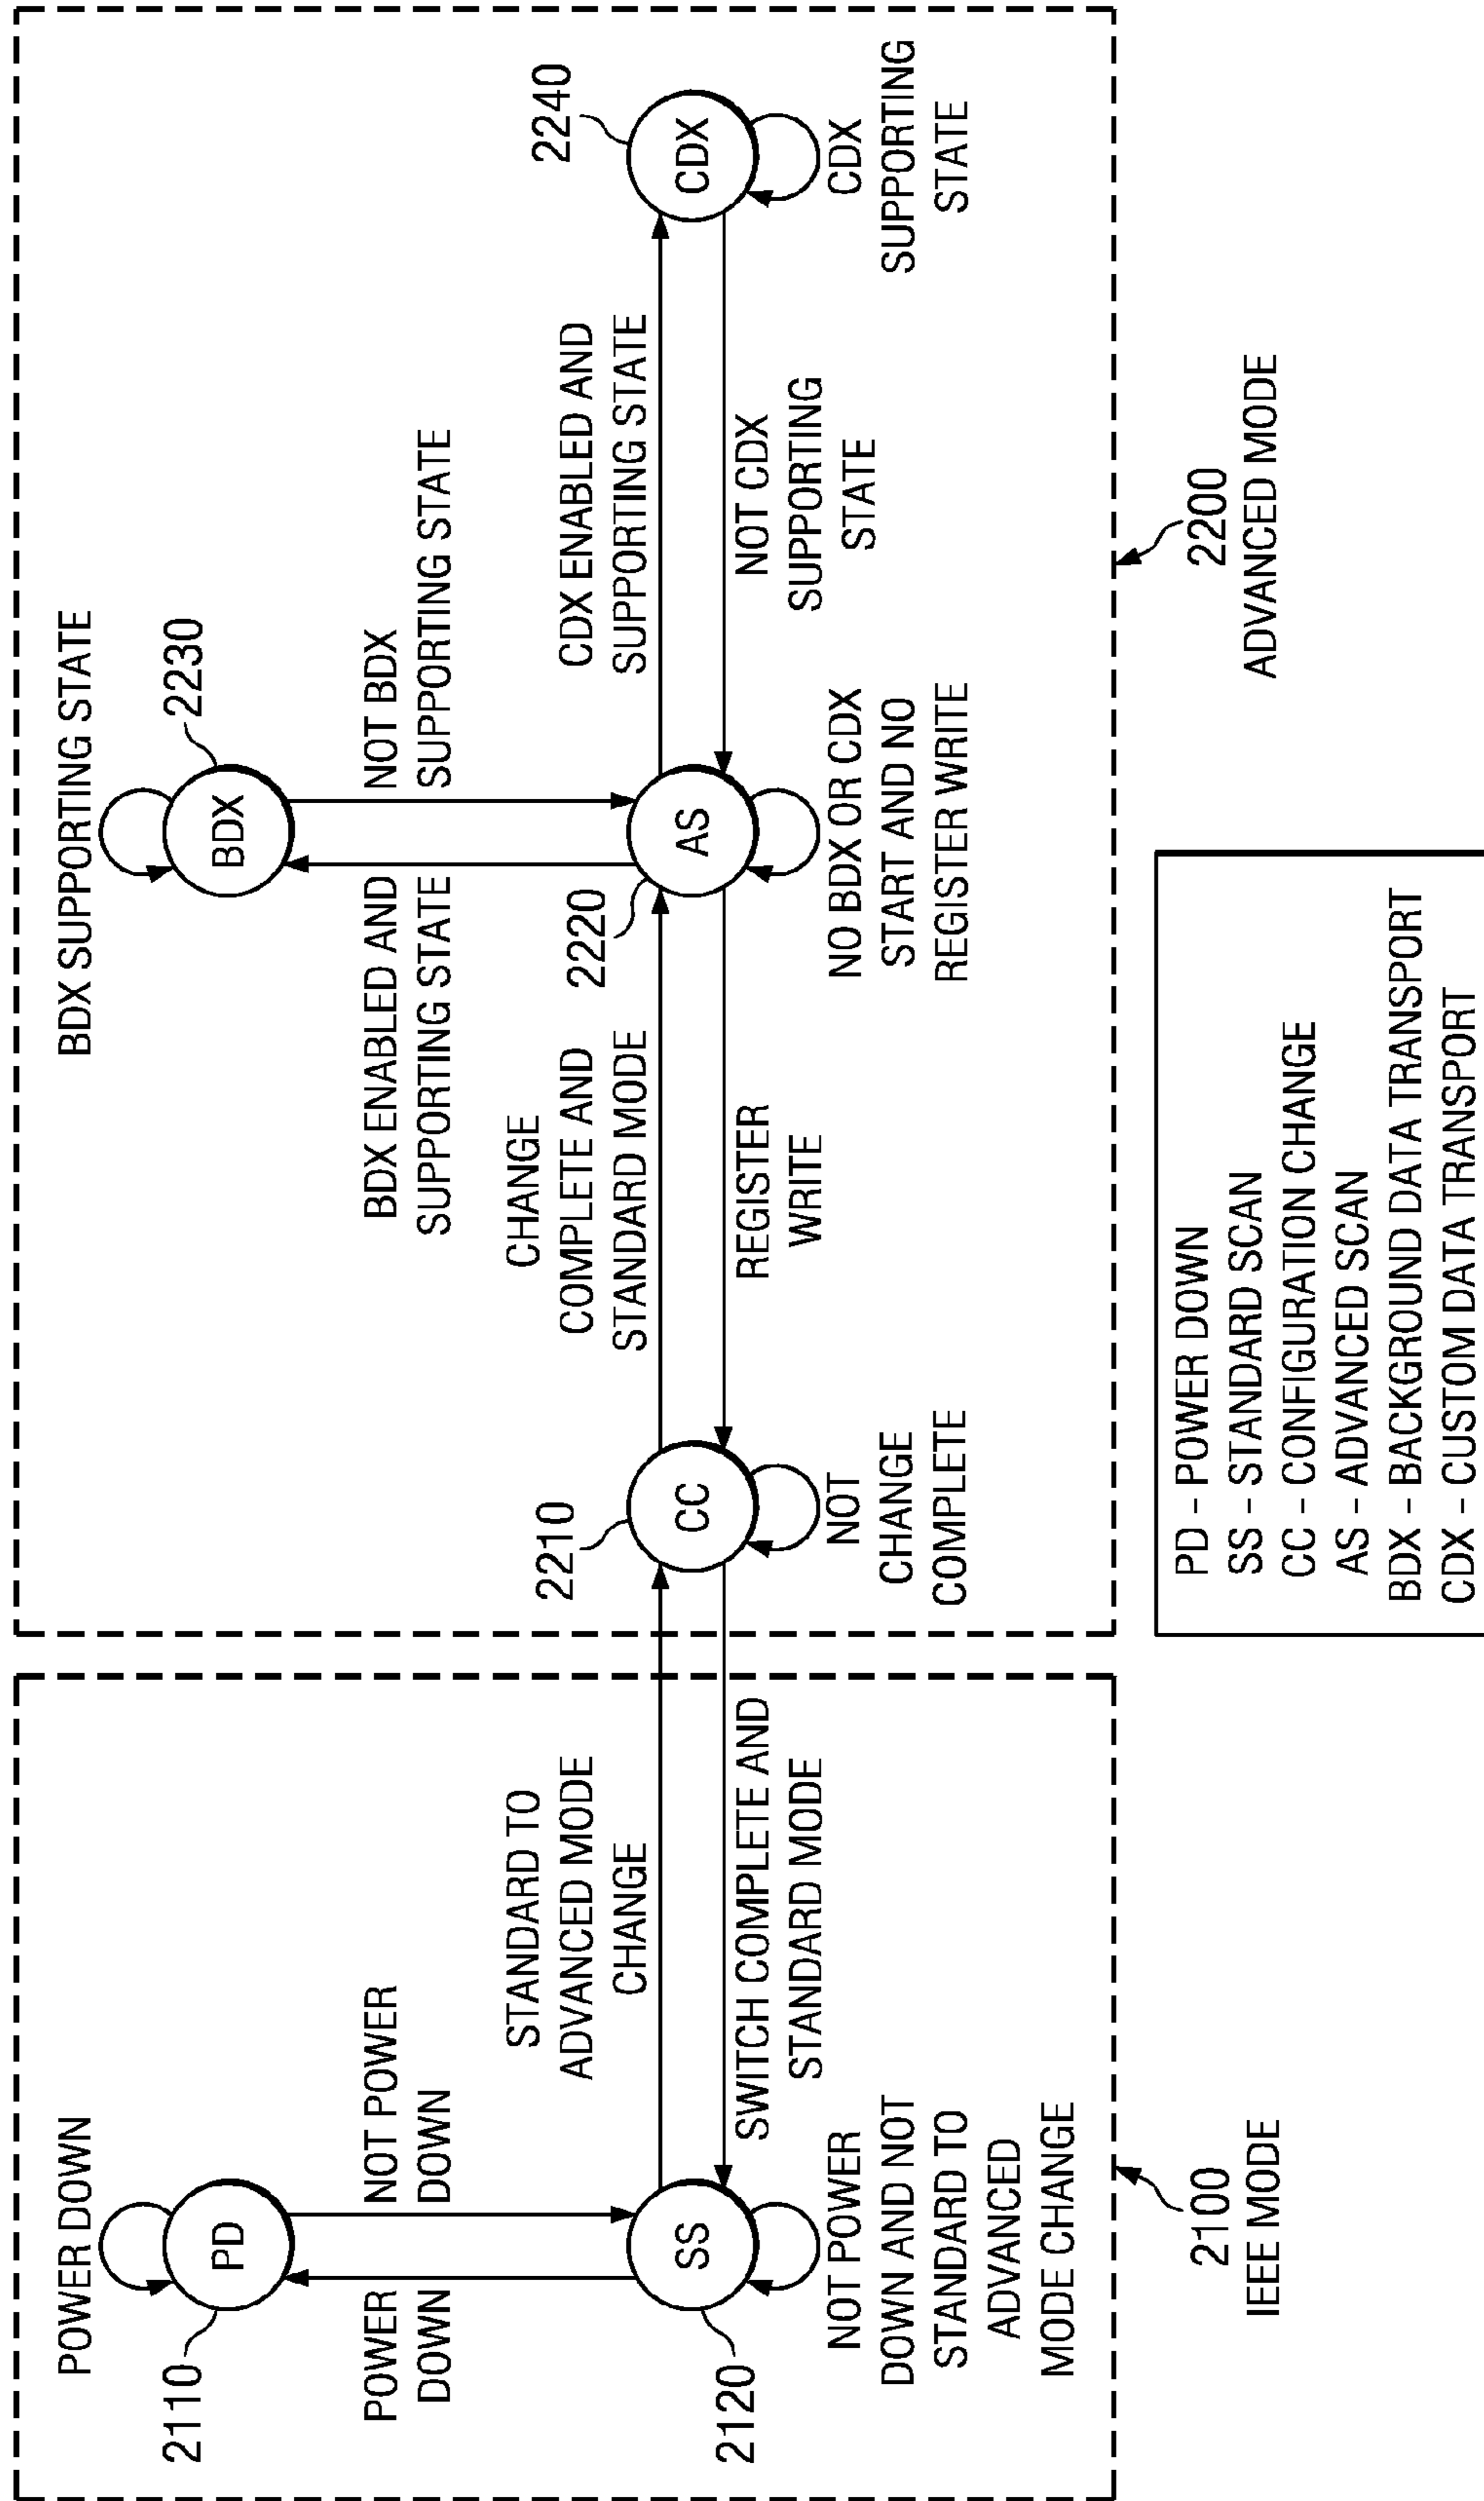 POWER DOWN
2110
PD
POWER
DOWN
NOT POWER
DOWN
2120
SS
NOT POWER
DOWN AND NOT
STANDARD TO
ADVANCED
MODE CHANGE
STANDARD TO
ADVANCED MODE
CHANGE
SWITCH COMPLETE AND
STANDARD MODE
2100
IEEE MODE
2210
CC
NOT
CHANGE
COMPLETE
CHANGE
COMPLETE AND
STANDARD MODE
REGISTER
WRITE
BDX SUPPORTING STATE
2230
BDX
BDX ENABLED AND
SUPPORTING STATE
NOT BDX
SUPPORTING STATE
2220
AS
NO BDX OR CDX
START AND NO
REGISTER WRITE
CDX ENABLED AND
SUPPORTING STATE
NOT CDX
SUPPORTING
STATE
2240
CDX
CDX
SUPPORTING
STATE
2200
ADVANCED MODE
PD - POWER DOWN
SS - STANDARD SCAN
CC - CONFIGURATION CHANGE
AS - ADVANCED SCAN
BDX - BACKGROUND DATA TRANSPORT
CDX - CUSTOM DATA TRANSPORT